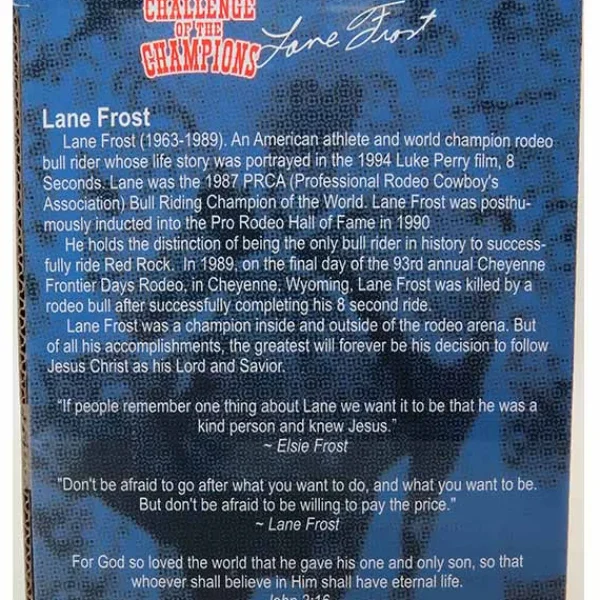 CHALLENGE
OF THE
CHAMPIONS
Lane Frost
Lane Frost
Lane Frost (1963-1989). An American athlete and world champion rodeo
bull rider whose life story was portrayed in the 1994 Luke Perry film, 8
Seconds. Lane was the 1987 PRCA (Professional Rodeo Cowboy's
Association) Bull Riding Champion of the World. Lane Frost was posthu-
mously inducted into the Pro Rodeo Hall of Fame in 1990
He holds the distinction of being the only bull rider in history to success-
fully ride Red Rock. In 1989, on the final day of the 93rd annual Cheyenne
Frontier Days Rodeo, in Cheyenne, Wyoming, Lane Frost was killed by a
rodeo bull after successfully completing his 8 second ride.
Lane Frost was a champion inside and outside of the rodeo arena. But
of all his accomplishments, the greatest will forever be his decision to follow
Jesus Christ as his Lord and Savior.
"If people remember one thing about Lane we want it to be that he was a
kind person and knew Jesus."
~ Elsie Frost
"Don't be afraid to go after what you want to do, and what you want to be.
But don't be afraid to be willing to pay the price."
~ Lane Frost
For God so loved the world that he gave his one and only son, so that
whoever shall believe in Him shall have eternal life.
John 3:16